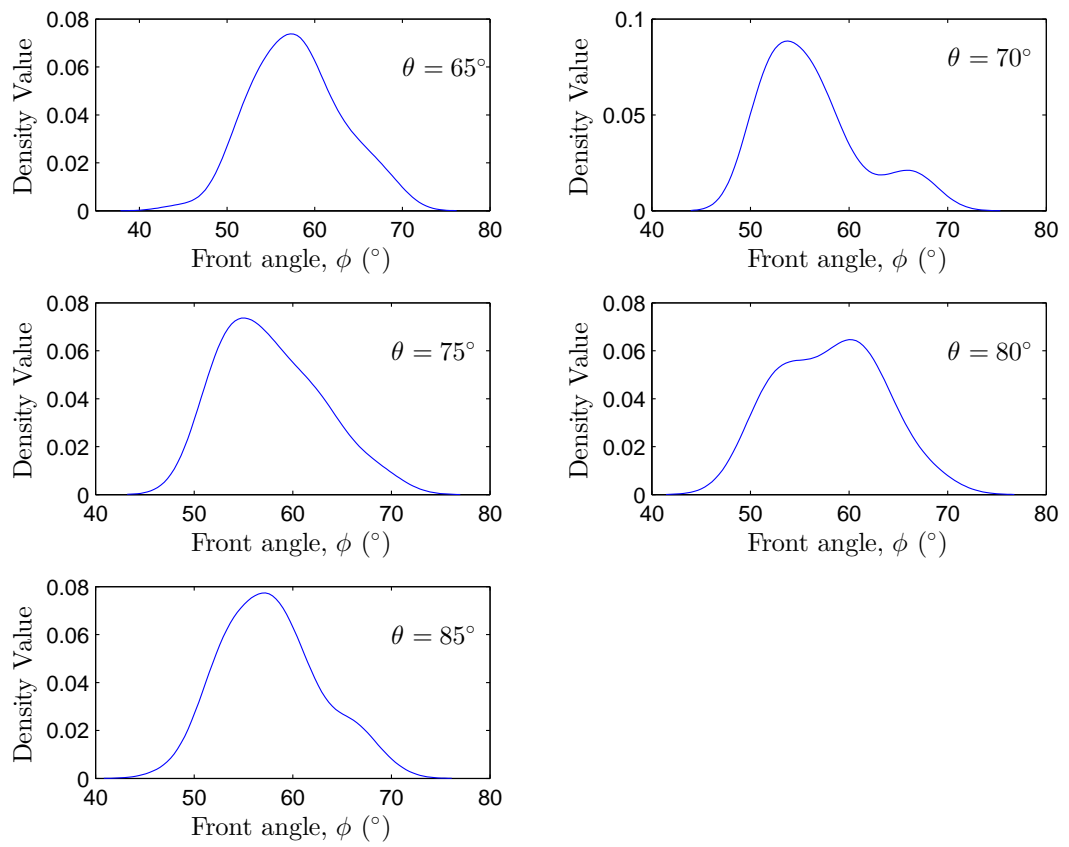 0.08
0.06
0.04
0.02
0
40 50 60 70 80
Density Value
Front angle, ϕ (°)
θ = 65°
0.1
0.05
0
40 50 60 70 80
Density Value
Front angle, ϕ (°)
θ = 70°
0.08
0.06
0.04
0.02
0
40 50 60 70 80
Density Value
Front angle, ϕ (°)
θ = 75°
0.08
0.06
0.04
0.02
0
40 50 60 70 80
Density Value
Front angle, ϕ (°)
θ = 80°
0.08
0.06
0.04
0.02
0
40 50 60 70 80
Density Value
Front angle, ϕ (°)
θ = 85°